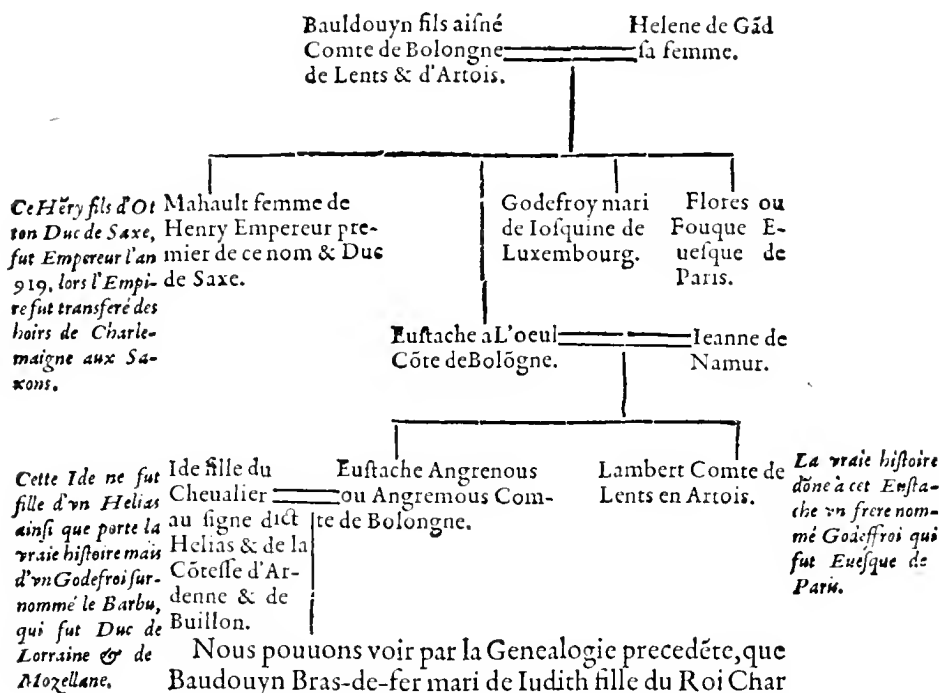 Bauldouyn fils aiſné
Comte de Bolongne
de Lents & d'Artois.
Helene de Gãd
ſa femme.
Ce Hẽry fils d'Ot
ton Duc de Saxe,
fut Empereur l'an
919, lors l'Empi-
re fut transferé des
hoirs de Charle-
maigne aux Sa-
xons.
Mahault femme de
Henry Empereur pre-
mier de ce nom & Duc
de Saxe.
Godefroy mari
de Ioſquine de
Luxembourg.
Flores ou
Fouque E-
ueſque de
Paris.
Euſtache a L'oeul
Cõte de Bolõgne.
Ieanne de
Namur.
Cette Ide ne fut
fille d'vn Helias
ainſi que porte la
vraie hiſtoire mais
d'vn Godefroi ſur-
nommé le Barbu,
qui fut Duc de
Lorraine & de
Mozellane.
Ide fille du
Cheualier
au ſigne dict
Helias & de la
Cõteſſe d'Ar-
denne & de
Buillon.
Euſtache Angrenous
ou Angremous Com-
te de Bolongne.
Lambert Comte de
Lents en Artois.
La vraie hiſtoire
dõne à cet Euſta-
che vn frere nom-
mé Godeffroi qui
fut Eueſque de
Paris.
Nous pouuons voir par la Genealogie precedẽte, que
Baudouyn Bras-de-fer mari de Iudith fille du Roi Char